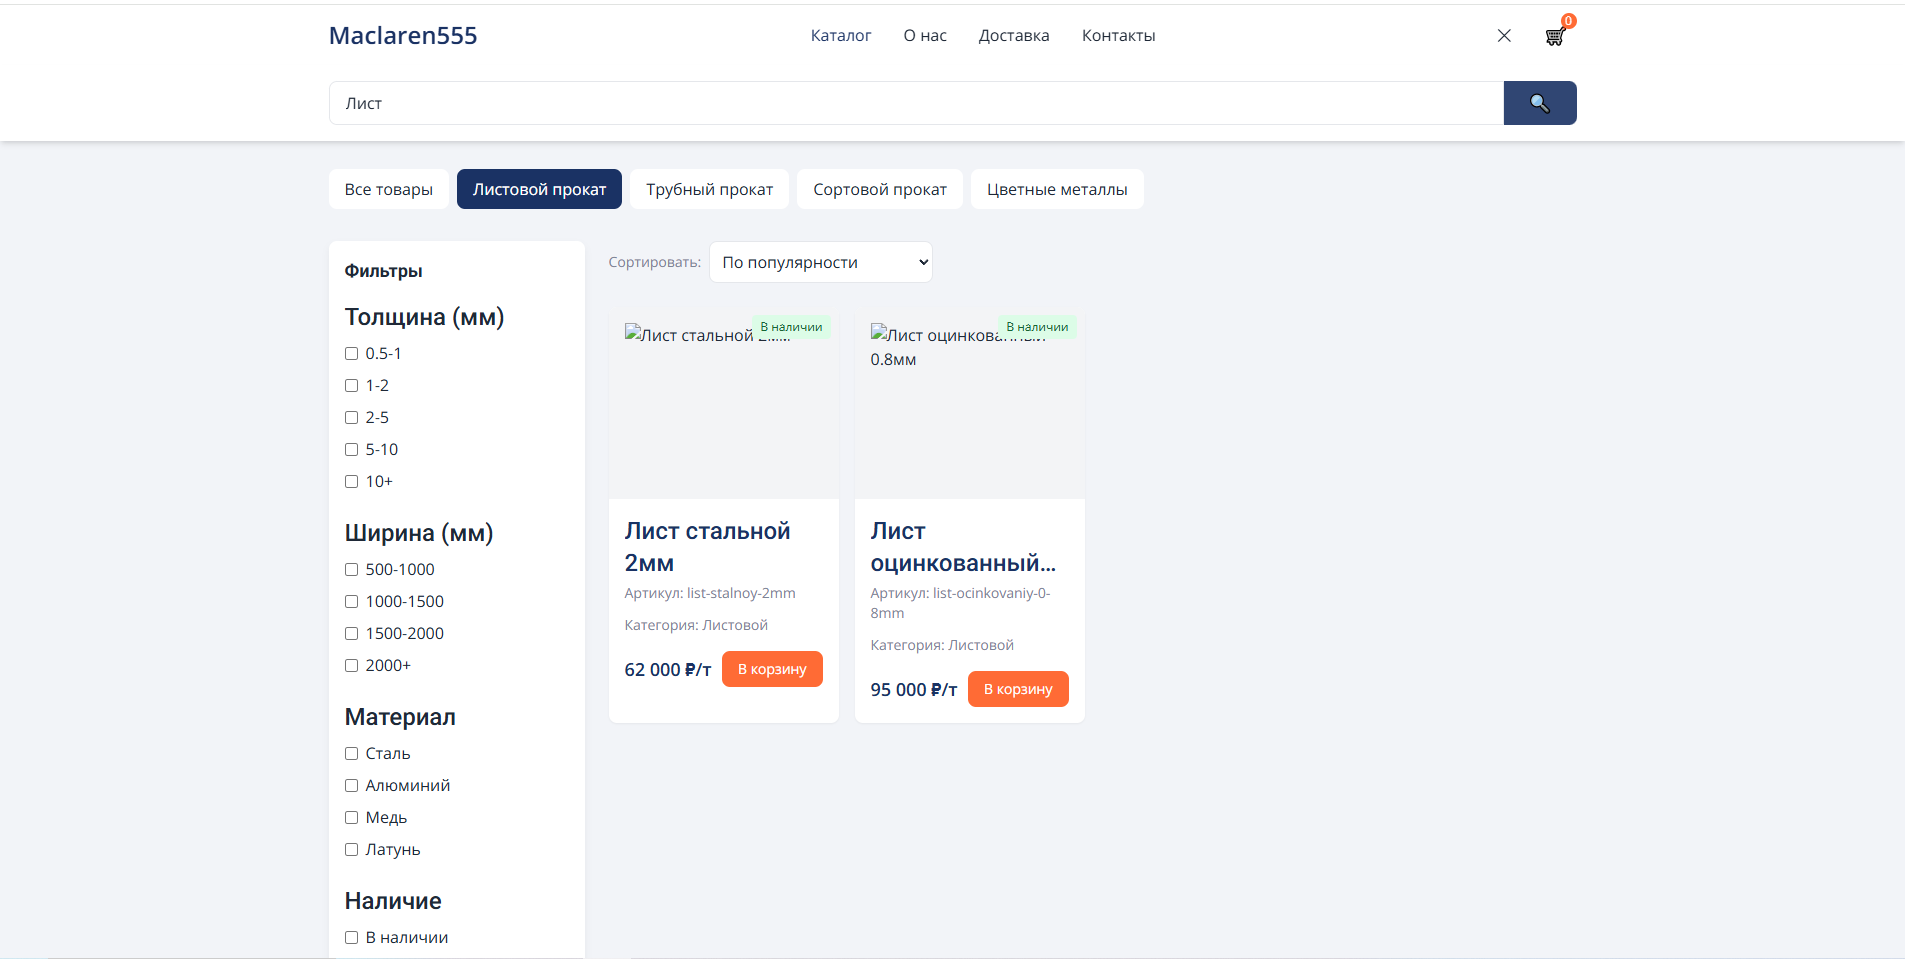 Maclaren555
Каталог
О нас
Доставка
Контакты
0
Лист
Все товары
Листовой прокат
Трубный прокат
Сортовой прокат
Цветные металлы
Фильтры
Толщина (мм)
0.5-1
1-2
2-5
5-10
10+
Ширина (мм)
500-1000
1000-1500
1500-2000
2000+
Материал
Сталь
Алюминий
Медь
Латунь
Наличие
В наличии
Сортировать:
По популярности
В наличии
Лист стальной 2мм
Лист стальной
2мм
Артикул: list-stalnoy-2mm
Категория: Листовой
62 000 ₽/т
В корзину
В наличии
Лист оцинкованный
0.8мм
Лист
оцинкованный...
Артикул: list-ocinkovaniy-0-
8mm
Категория: Листовой
95 000 ₽/т
В корзину